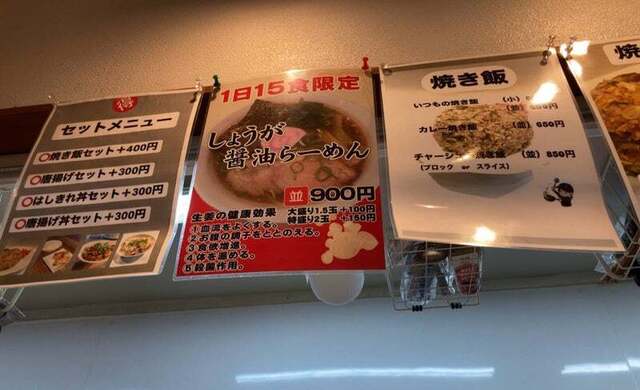 セットメニュー
○焼き飯セット+400円
○唐揚げセット+300円
○はしきれ丼セット+300円
○唐揚げ丼セット+300円
1日15食限定
しょうが
醤油らーめん
並 900円
大盛り1.5玉 +100円
特盛り2玉 +150円
生姜の健康効果
1血流をよくする。
2お腹の調子をととのえる。
3食欲増進。
4体を温める。
5殺菌作用。
焼き飯
いつもの焼き飯 (小)
(並)
カレー焼き飯 (並) 850円
チャーシュー (並) 850円
(ブロック or スライス)